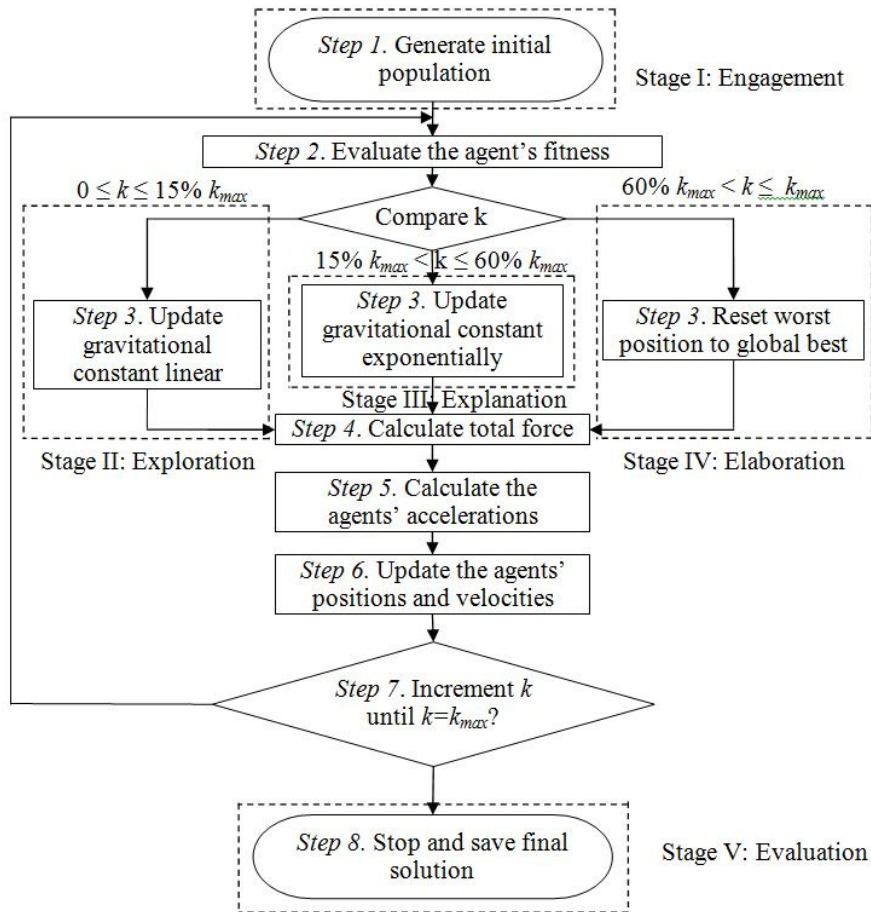 Step 1. Generate initial
population
Stage I: Engagement
Step 2. Evaluate the agent's fitness
0 ≤ k ≤ 15% kmax
60% kmax < k ≤ kmax
Compare k
15% kmax < k ≤ 60% kmax
Step 3. Update
gravitational
constant linear
Step 3. Update
gravitational constant
exponentially
Step 3. Reset worst
position to global best
Stage III: Explanation
Step 4. Calculate total force
Stage II: Exploration
Stage IV: Elaboration
Step 5. Calculate the
agents' accelerations
Step 6. Update the agents'
positions and velocities
Step 7. Increment k
until k=kmax?
Step 8. Stop and save final
solution
Stage V: Evaluation